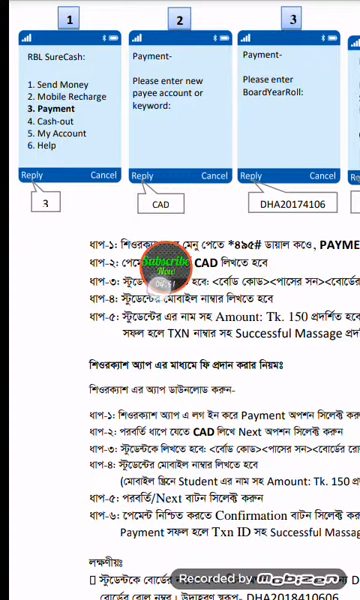 1
2
3
RBL SureCash:
1. Send Money
2. Mobile Recharge
3. Payment
4. Cash-out
5. My Account
6. Help
Reply Cancel
Payment-
Please enter new
payee account or
keyword:
Reply Cancel
Payment-
Please enter
BoardYearRoll:
Reply Cancel
3
CAD
DHA20174106
ধাপ-১: শিওরক্যাশ মেনু পেতে *৪৯৫# ডায়াল করে, PAYME
ধাপ-২: CAD লিখতে হবে
ধাপ-৩: হবে: <বোর্ড কোড><পাসের সন><বোর্ডের
ধাপ-৪: স্টুডেন্টের মোবাইল নাম্বার লিখতে হবে
ধাপ-৫: স্টুডেন্টের এর নাম সহ Amount: Tk. 150 প্রদর্শিত হবে
সফল হলে TXN নাম্বার সহ Successful Massage প্রদ
Subscribe
Now
04:51
শিওরক্যাশ অ্যাপ এর মাধ্যমে ফি প্রদান করার নিয়মঃ
শিওরক্যাশ এর অ্যাপ ডাউনলোড করুন-
ধাপ-১: শিওরক্যাশ অ্যাপ এ লগ ইন করে Payment অপশন সিলেক্ট করু
ধাপ-২: পরবর্তি ধাপে যেতে CAD লিখে Next অপশন সিলেক্ট করুন
ধাপ-৩: স্টুডেন্টকে লিখতে হবে: <বোর্ড কোড><পাসের সন><বোর্ডের রো
ধাপ-৪: স্টুডেন্টের মোবাইল নাম্বার লিখতে হবে
(মোবাইল স্ক্রিনে Student এর নাম সহ Amount: Tk. 150 প্র
ধাপ-৫: পরবর্তি/Next বাটন সিলেক্ট করুন
ধাপ-৬: পেমেন্ট নিশ্চিত করতে Confirmation বাটন সিলেক্ট কর
Payment সফল হলে Txn ID সহ Successful Massa
লক্ষণীয়ঃ
স্টুডেন্টকে বোর্ডের
Recorded by mobizen
বোর্ডের রোল নম্বর। উদাহরণ স্বরূপ- DHA2018410606